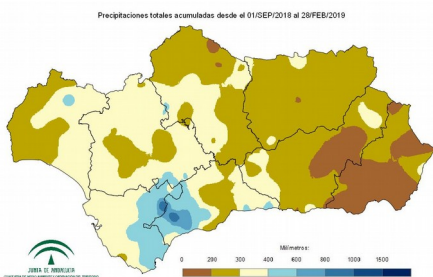 Precipitaciones totales acumuladas desde el 01/SEP/2018 al 28/FEB/2019
Milímetros:
0 200 300 400 600 800 1000 1500
JUNTA DE ANDALUCIA